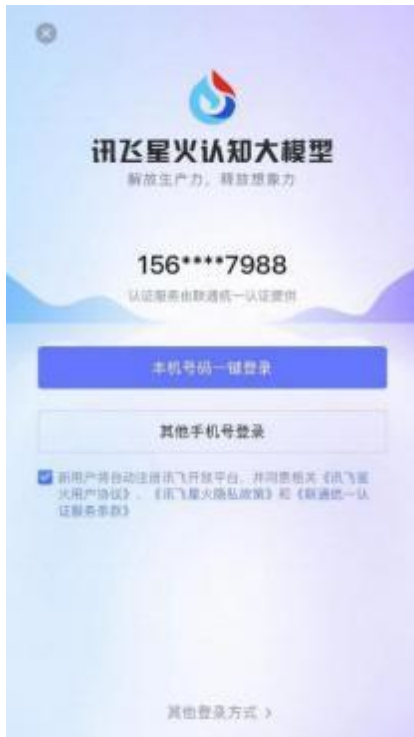 讯飞星火认知大模型
解放生产力，释放想象力
156****7988
认证服务由联通统一认证提供
本机号码一键登录
其他手机号登录
新用户将自动注册讯飞开放平台，并同意相关《讯飞星
火用户协议》、《讯飞星火隐私政策》和《联通统一认
证服务条款》
其他登录方式 >